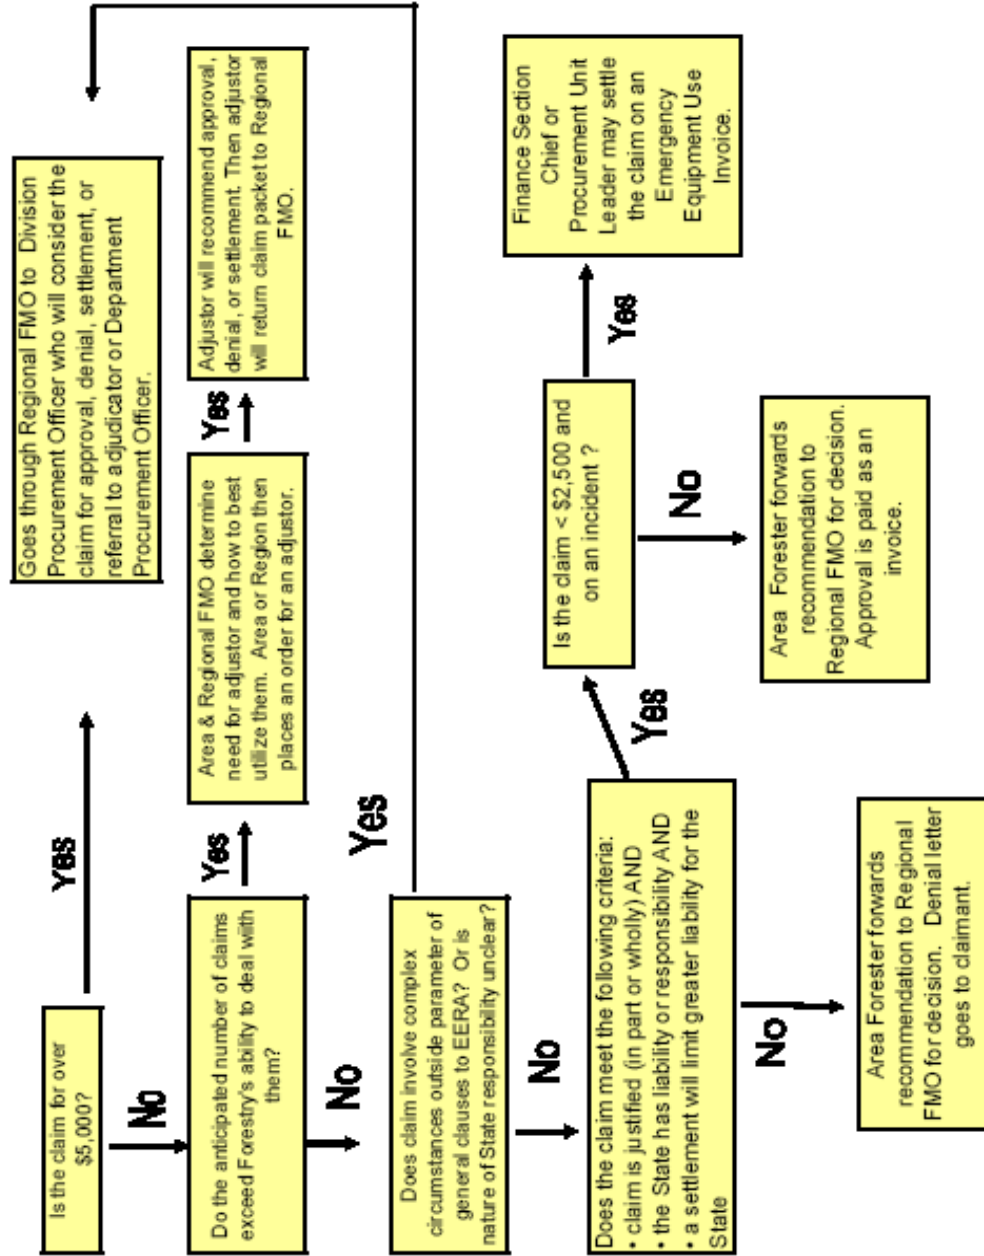 Is the claim for over
$5,000?
Yes
Goes through Regional FMO to Division
Procurement Officer who will consider the
claim for approval, denial, settlement, or
referral to adjudicator or Department
Procurement Officer.
No
Do the anticipated number of claims
exceed Forestry's ability to deal with
them?
Yes
Area & Regional FMO determine
need for adjustor and how to best
utilize them. Area or Region then
places an order for an adjustor.
Yes
Adjustor will recommend approval,
denial, or settlement. Then adjustor
will return claim packet to Regional
FMO.
No
Does claim involve complex
circumstances outside parameter of
general clauses to EERA? Or is
nature of State responsibility unclear?
Yes
No
Does the claim meet the following criteria:
• claim is justified (in part or wholly) AND
• the State has liability or responsibility AND
• a settlement will limit greater liability for the
State
Yes
Is the claim < $2,500 and
on an incident ?
Yes
Finance Section
Chief or
Procurement Unit
Leader may settle
the claim on an
Emergency
Equipment Use
Invoice.
No
Area Forester forwards
recommendation to
Regional FMO for decision.
Approval is paid as an
invoice.
No
Area Forester forwards
recommendation to Regional
FMO for decision. Denial letter
goes to claimant.